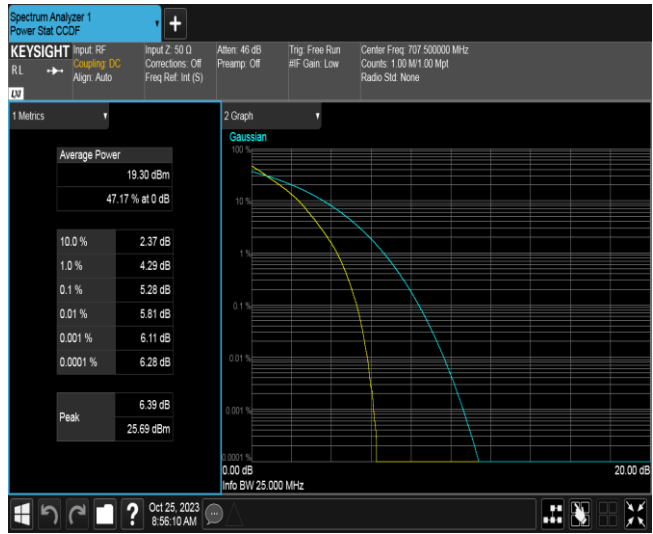 Spectrum Analyzer 1
Power Stat CCDF
+
KEYSIGHT
RL
Input: RF
Coupling: DC
Align: Auto
Input Z: 50 Ω
Corrections: Off
Freq Ref: Int (S)
Atten: 46 dB
Preamp: Off
Trig: Free Run
#IF Gain: Low
Center Freq: 707.500000 MHz
Counts: 1.00 M/1.00 Mpt
Radio Std: None
LXI
1 Metrics
Average Power
19.30 dBm
47.17 % at 0 dB
10.0 % 2.37 dB
1.0 % 4.29 dB
0.1 % 5.28 dB
0.01 % 5.81 dB
0.001 % 6.11 dB
0.0001 % 6.28 dB
Peak
6.39 dB
25.69 dBm
2 Graph
Gaussian
100 %
10 %
1 %
0.1 %
0.01 %
0.001 %
0.0001 %
0.00 dB 20.00 dB
Info BW 25.000 MHz
?
Oct 25, 2023
8:56:10 AM